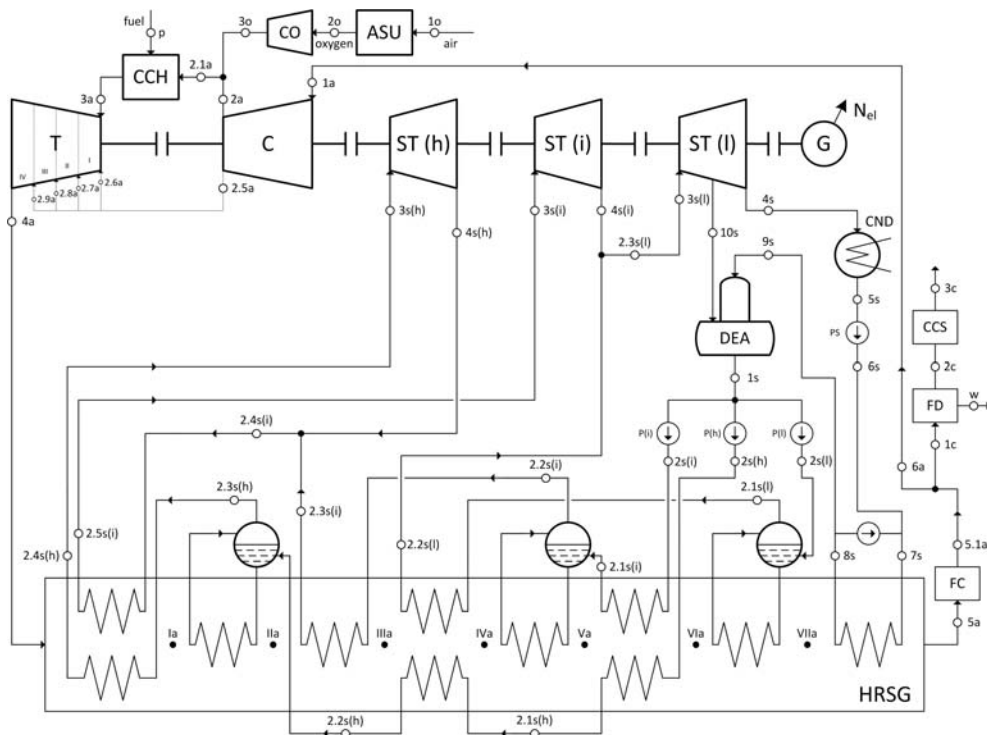 fuel
p
3o
CO
2o
oxygen
ASU
1o
air
CCH
2.1a
1a
3a
2a
T
IV
III
II
I
2.9a
2.8a
2.7a
2.6a
C
2.5a
ST (h)
ST (i)
ST (l)
G
Nel
4a
3s(h)
4s(h)
3s(i)
4s(i)
3s(l)
2.3s(l)
10s
9s
4s
CND
5s
PS
6s
DEA
1s
3c
CCS
2c
FD
w
1c
6a
2.4s(i)
P(i)
P(h)
P(l)
2s(i)
2s(h)
2s(l)
2.3s(h)
2.2s(i)
2.1s(l)
2.3s(i)
2.5s(i)
2.4s(h)
2.2s(l)
2.1s(i)
8s
7s
5.1a
FC
5a
Ia
IIa
IIIa
IVa
Va
VIa
VIIa
HRSG
2.2s(h)
2.1s(h)